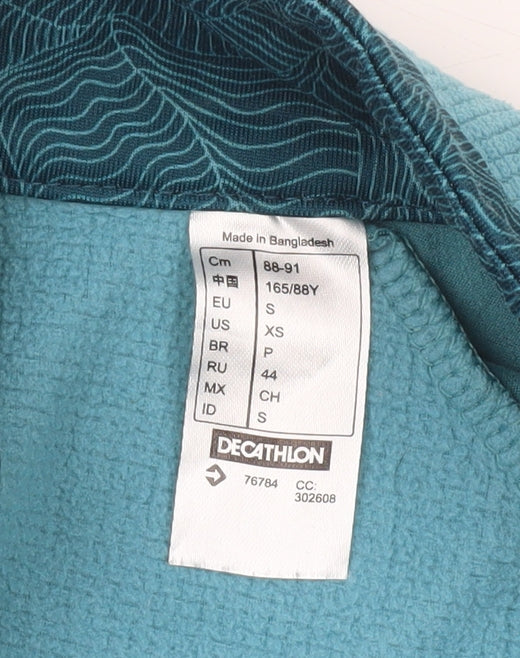 Made in Bangladesh
Cm 88-91
中国 165/88Y
EU S
US XS
BR P
RU 44
MX CH
ID S
DECATHLON
76784 CC:
302608